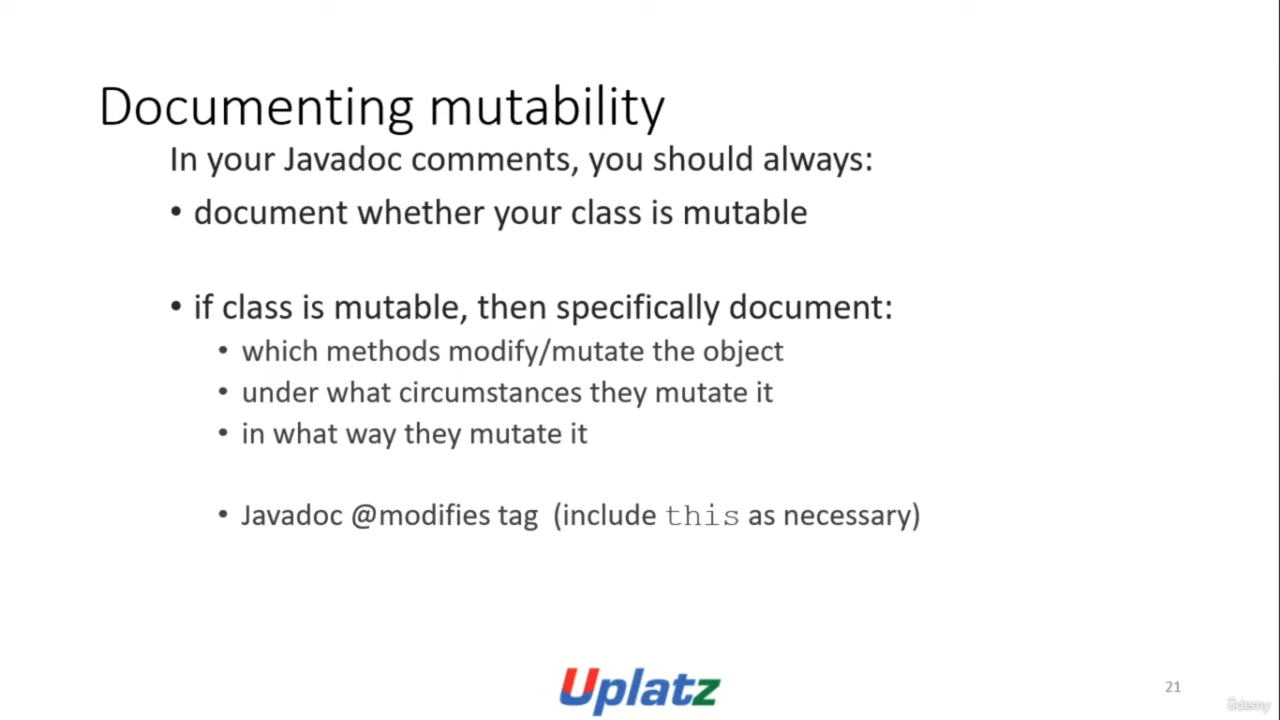 Documenting mutability
In your Javadoc comments, you should always:
• document whether your class is mutable
• if class is mutable, then specifically document:
• which methods modify/mutate the object
• under what circumstances they mutate it
• in what way they mutate it
• Javadoc @modifies tag (include this as necessary)
Uplatz
21
ûdemy